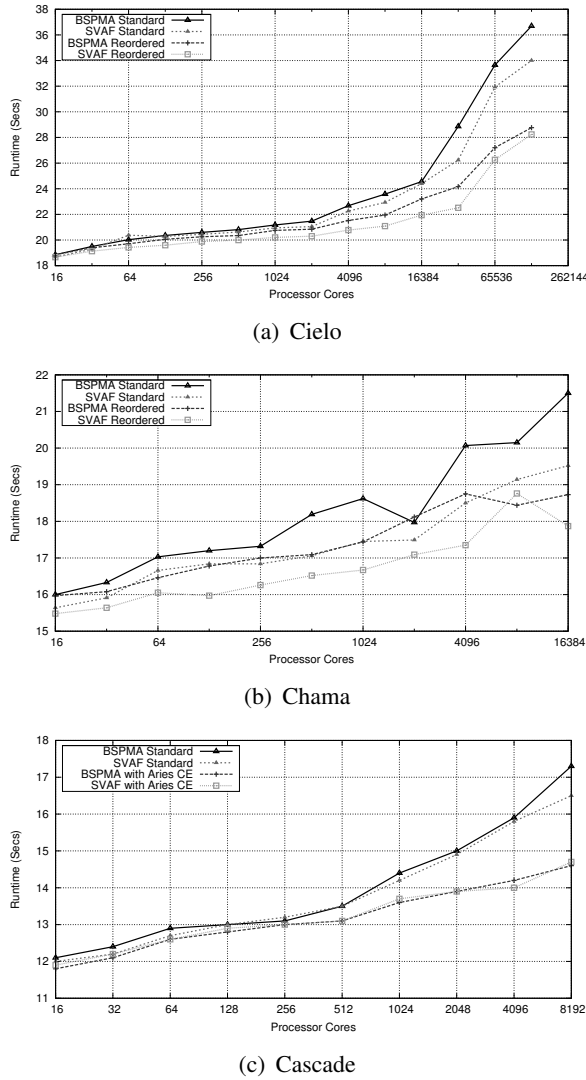 38
36
34
32
30
28
26
24
22
20
18
Runtime (Secs)
BSPMA Standard
SVAF Standard
BSPMA Reordered
SVAF Reordered
16 64 256 1024 4096 16384 65536 262144
Processor Cores
(a) Cielo
22
21
20
19
18
17
16
15
Runtime (Secs)
BSPMA Standard
SVAF Standard
BSPMA Reordered
SVAF Reordered
16 64 256 1024 4096 16384
Processor Cores
(b) Chama
18
17
16
15
14
13
12
11
Runtime (Secs)
BSPMA Standard
SVAF Standard
BSPMA with Aries CE
SVAF with Aries CE
16 32 64 128 256 512 1024 2048 4096 8192
Processor Cores
(c) Cascade